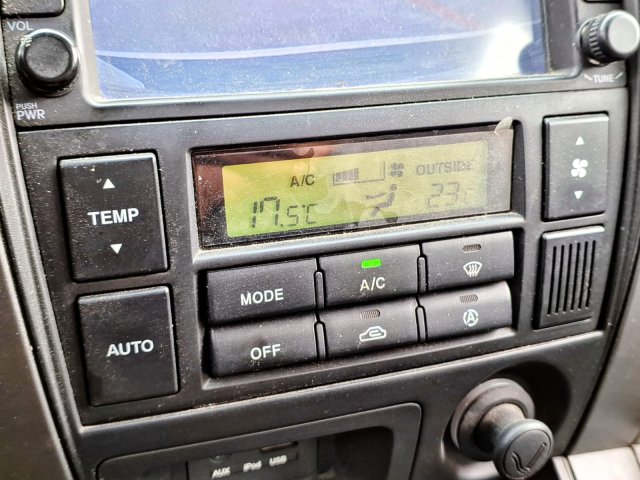 VOL
PUSH
PWR
TUNE
A/C
OUTSIDE
17.5°C
23°C
TEMP
MODE
A/C
AUTO
OFF
AUX iPod USB